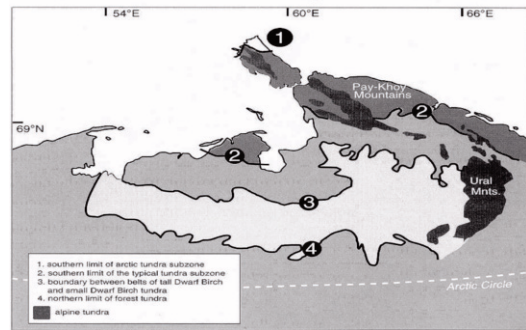 54°E
60°E
66°E
1
Pay-Khoy
Mountains
2
69°N
2
Ural
Mnts.
3
4
1. southern limit of arctic tundra subzone
2. southern limit of the typical tundra subzone
3. boundary between belts of tall Dwarf Birch
and small Dwarf Birch tundra
4. northern limit of forest tundra
alpine tundra
Arctic Circle